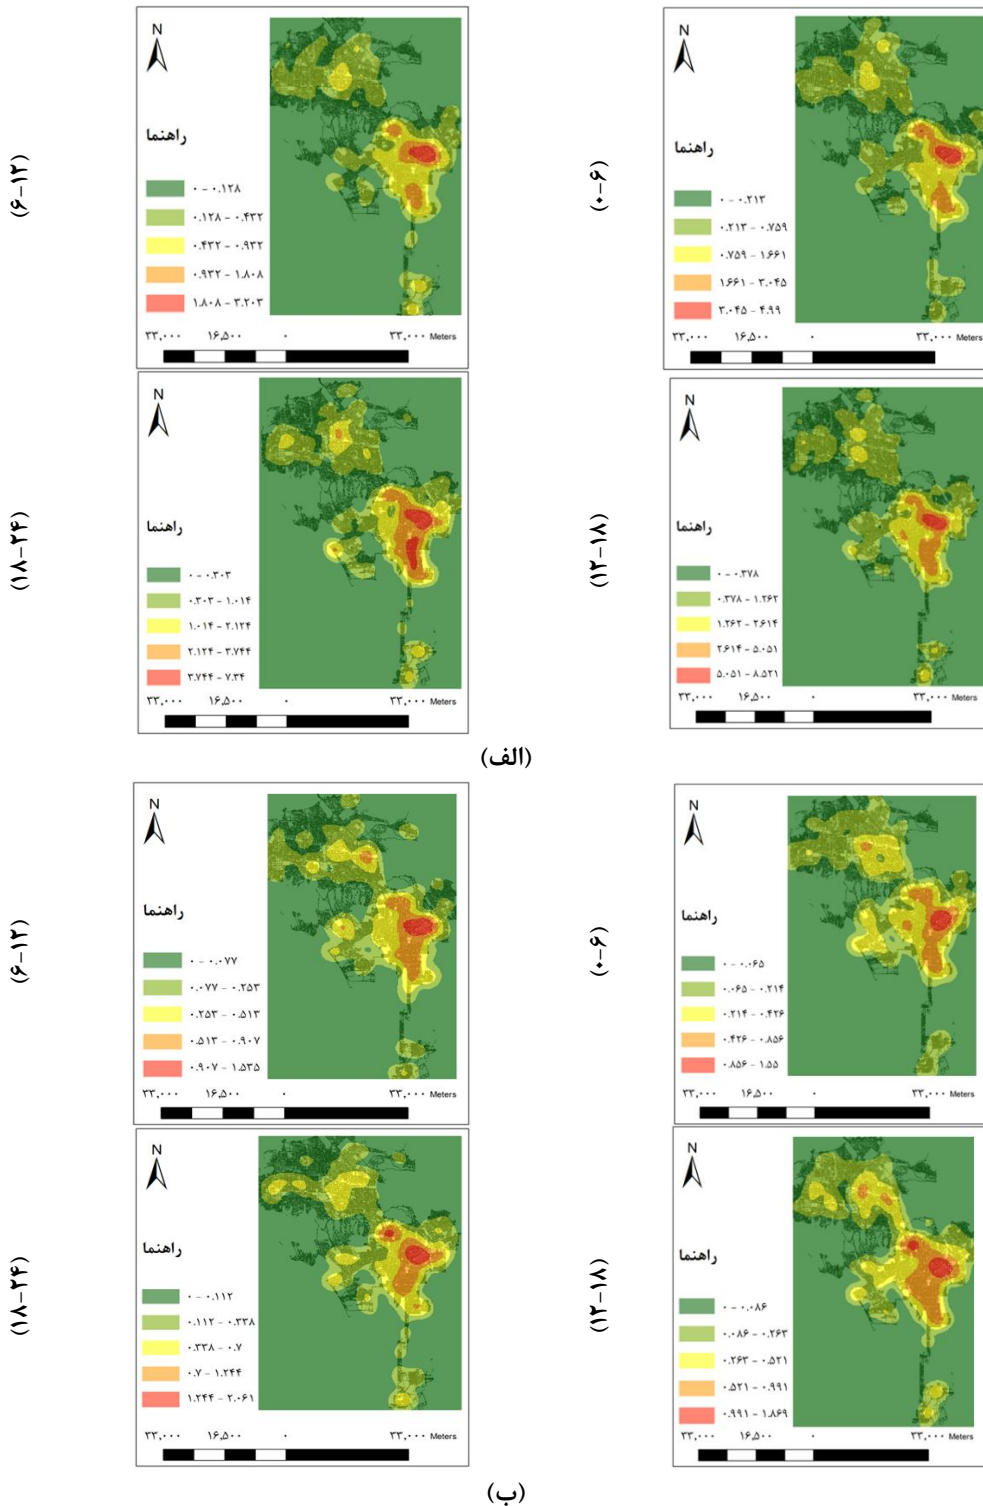 (۰-۶)
N
راهنما
۰ - ۰.۲۱۳
۰.۲۱۳ - ۰.۷۵۹
۰.۷۵۹ - ۱.۶۶۱
۱.۶۶۱ - ۳.۰۴۵
۳.۰۴۵ - ۴.۹۹
۳۳,۰۰۰ ۱۶,۵۰۰ ۰ ۳۳,۰۰۰ Meters
(۶-۱۲)
N
راهنما
۰ - ۰.۱۲۸
۰.۱۲۸ - ۰.۴۳۲
۰.۴۳۲ - ۰.۹۳۲
۰.۹۳۲ - ۱.۸۰۸
۱.۸۰۸ - ۳.۲۰۳
۳۳,۰۰۰ ۱۶,۵۰۰ ۰ ۳۳,۰۰۰ Meters
(۱۲-۱۸)
N
راهنما
۰ - ۰.۳۷۸
۰.۳۷۸ - ۱.۲۶۲
۱.۲۶۲ - ۲.۶۱۴
۲.۶۱۴ - ۵.۰۵۱
۵.۰۵۱ - ۸.۵۲۱
۳۳,۰۰۰ ۱۶,۵۰۰ ۰ ۳۳,۰۰۰ Meters
(۱۸-۲۴)
N
راهنما
۰ - ۰.۳۰۳
۰.۳۰۳ - ۱.۰۱۴
۱.۰۱۴ - ۲.۱۲۴
۲.۱۲۴ - ۳.۷۴۴
۳.۷۴۴ - ۷.۳۴
۳۳,۰۰۰ ۱۶,۵۰۰ ۰ ۳۳,۰۰۰ Meters
(الف)
(۰-۶)
N
راهنما
۰ - ۰.۰۶۵
۰.۰۶۵ - ۰.۲۱۴
۰.۲۱۴ - ۰.۴۲۶
۰.۴۲۶ - ۰.۸۵۶
۰.۸۵۶ - ۱.۵۵
۳۳,۰۰۰ ۱۶,۵۰۰ ۰ ۳۳,۰۰۰ Meters
(۶-۱۲)
N
راهنما
۰ - ۰.۰۷۷
۰.۰۷۷ - ۰.۲۵۳
۰.۲۵۳ - ۰.۵۱۳
۰.۵۱۳ - ۰.۹۰۷
۰.۹۰۷ - ۱.۵۳۵
۳۳,۰۰۰ ۱۶,۵۰۰ ۰ ۳۳,۰۰۰ Meters
(۱۲-۱۸)
N
راهنما
۰ - ۰.۰۸۶
۰.۰۸۶ - ۰.۲۶۳
۰.۲۶۳ - ۰.۵۲۱
۰.۵۲۱ - ۰.۹۹۱
۰.۹۹۱ - ۱.۸۶۹
۳۳,۰۰۰ ۱۶,۵۰۰ ۰ ۳۳,۰۰۰ Meters
(۱۸-۲۴)
N
راهنما
۰ - ۰.۱۱۲
۰.۱۱۲ - ۰.۳۳۸
۰.۳۳۸ - ۰.۷
۰.۷ - ۱.۲۴۴
۱.۲۴۴ - ۲.۰۶۱
۳۳,۰۰۰ ۱۶,۵۰۰ ۰ ۳۳,۰۰۰ Meters
(ب)